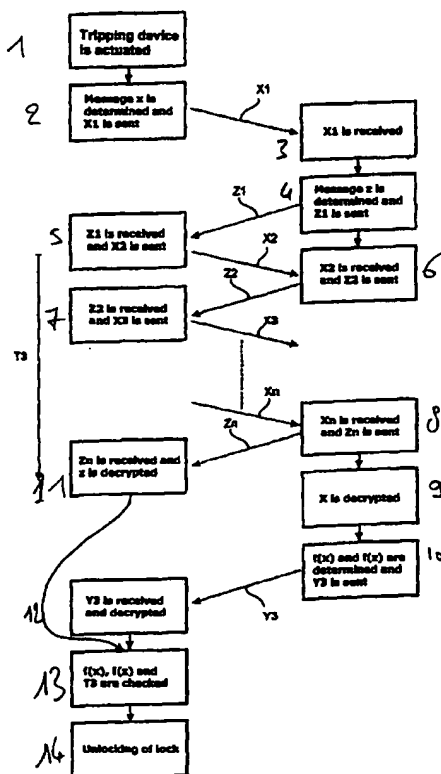 1
Tripping device
is actuated
2
Message x is
determined and
X1 is sent
X1
3
X1 is received
4
Message z is
determined and
Z1 is sent
Z1
5
Z1 is received
and X2 is sent
X2
6
X2 is received
and Z2 is sent
Z2
7
Z2 is received
and X3 is sent
X3
T3
Xn
8
Xn is received
and Zn is sent
Zn
11
Zn is received and
z is decrypted
9
X is decrypted
10
f(x) and f(x) are
determined and
Y3 is sent
Y3
12
Y3 is received
and decrypted
13
f(x), f(x) and
T3 are checked
14
Unlocking of lock